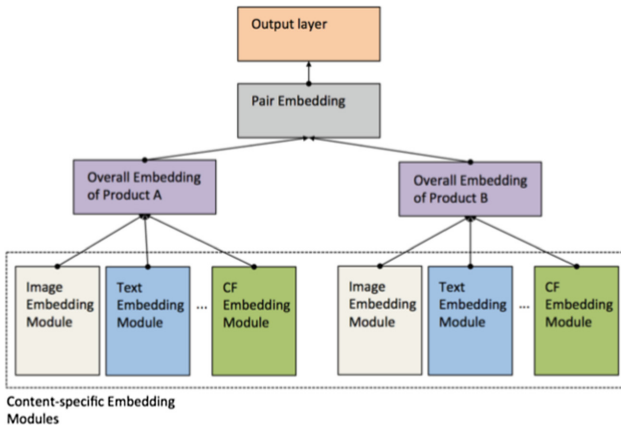 Output layer
Pair Embedding
Overall Embedding
of Product A
Overall Embedding
of Product B
Image
Embedding
Module
Text
Embedding
Module
...
CF
Embedding
Module
Image
Embedding
Module
Text
Embedding
Module
...
CF
Embedding
Module
Content-specific Embedding
Modules